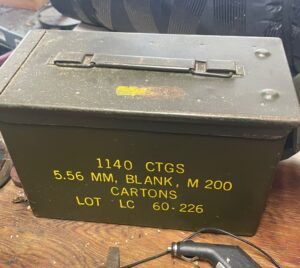 1140 CTGS
5.56 MM, BLANK, M 200
CARTONS
LOT LC 60-226